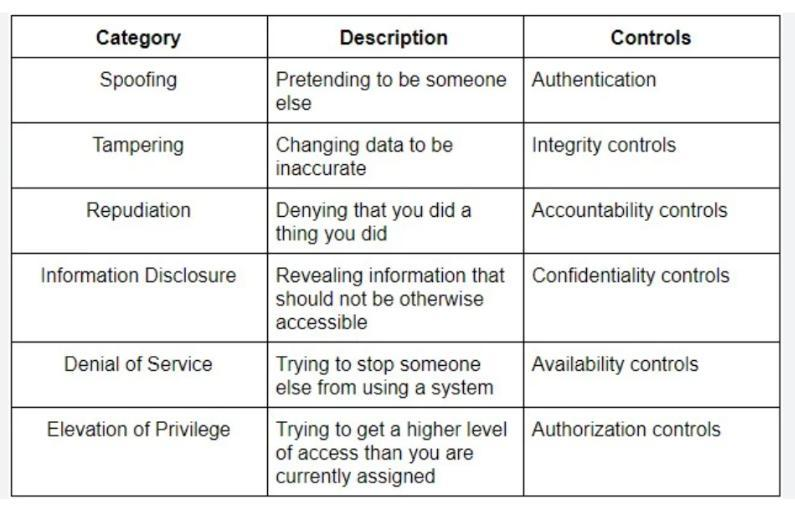 Category Description Controls
Spoofing Pretending to be someone Authentication
else
Tampering Changing data to be Integrity controls
inaccurate
Repudiation Denying that you did a Accountability controls
thing you did
Information Disclosure Revealing information that Confidentiality controls
should not be otherwise
accessible
Denial of Service Trying to stop someone Availability controls
else from using a system
Elevation of Privilege Trying to get a higher level Authorization controls
of access than you are
currently assigned